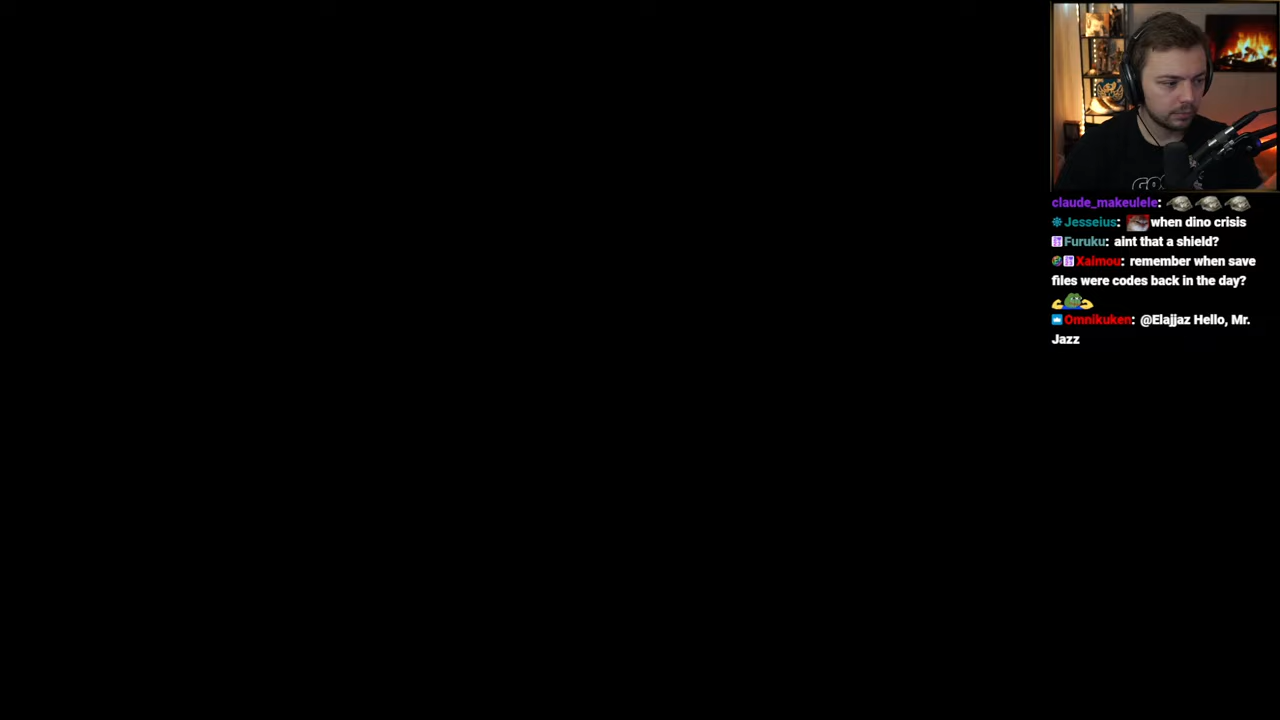 claude_makeulele:
Jesseius: when dino crisis
Furuku: aint that a shield?
Xalmou: remember when save
files were codes back in the day?
Omnikuken: @Elajjaz Hello, Mr.
Jazz